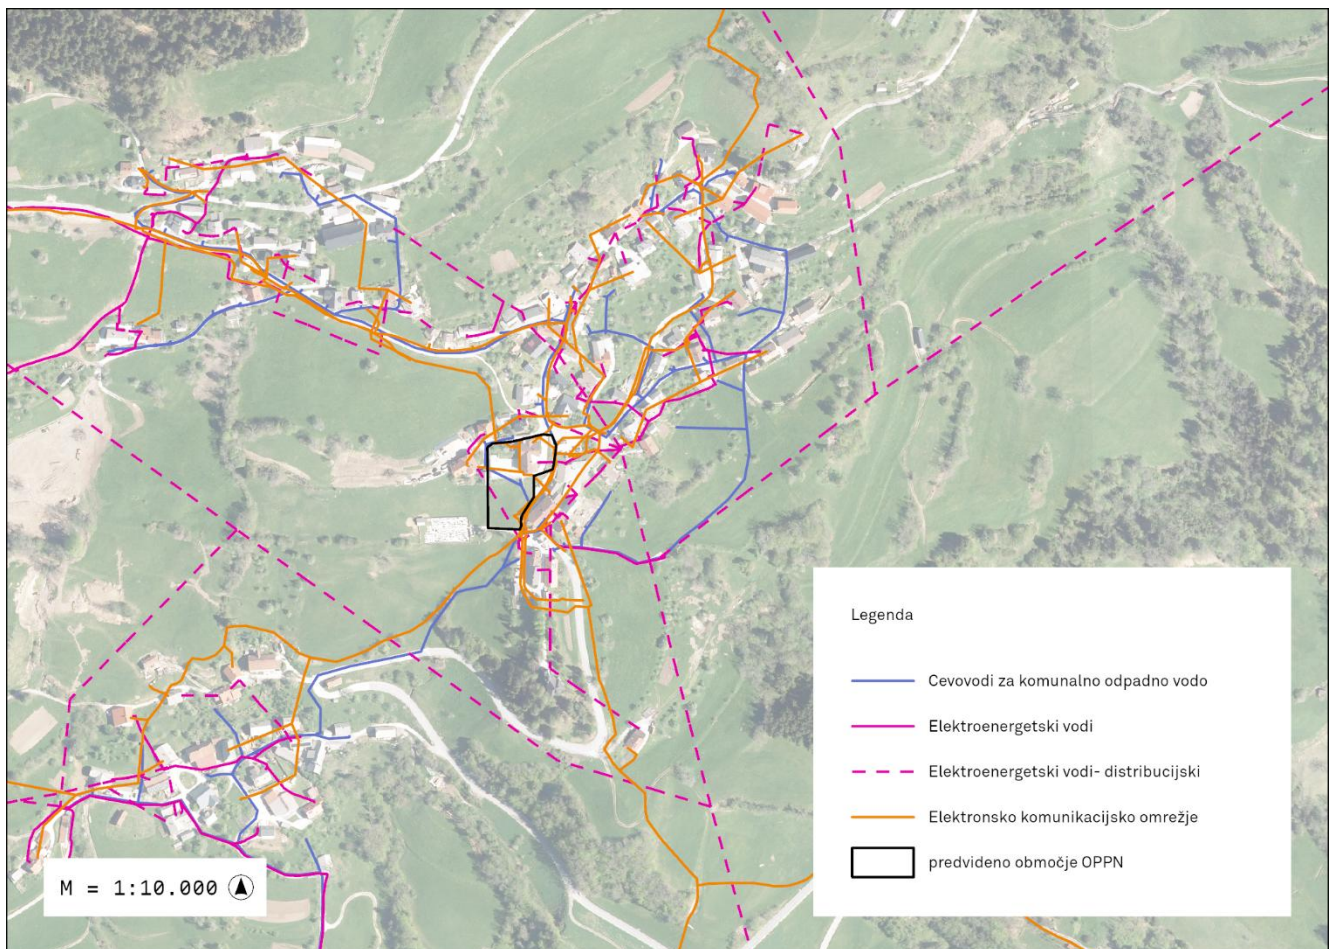 Legenda
Cevovodi za komunalno odpadno vodo
Elektroenergetski vodi
Elektroenergetski vodi- distribucijski
Elektronsko komunikacijsko omrežje
predvideno območje OPPN
M = 1:10.000